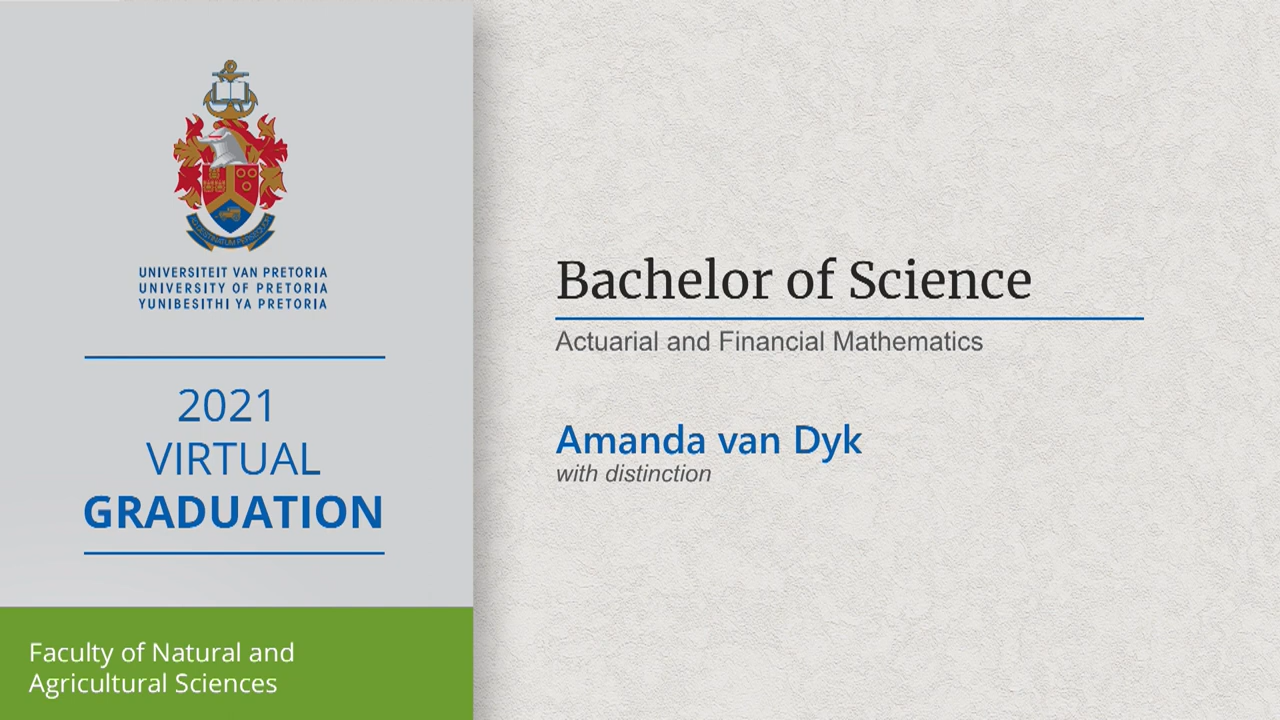 UNIVERSITEIT VAN PRETORIA
UNIVERSITY OF PRETORIA
YUNIBESITHI YA PRETORIA
2021
VIRTUAL
GRADUATION
Faculty of Natural and
Agricultural Sciences
Bachelor of Science
Actuarial and Financial Mathematics
Amanda van Dyk
with distinction